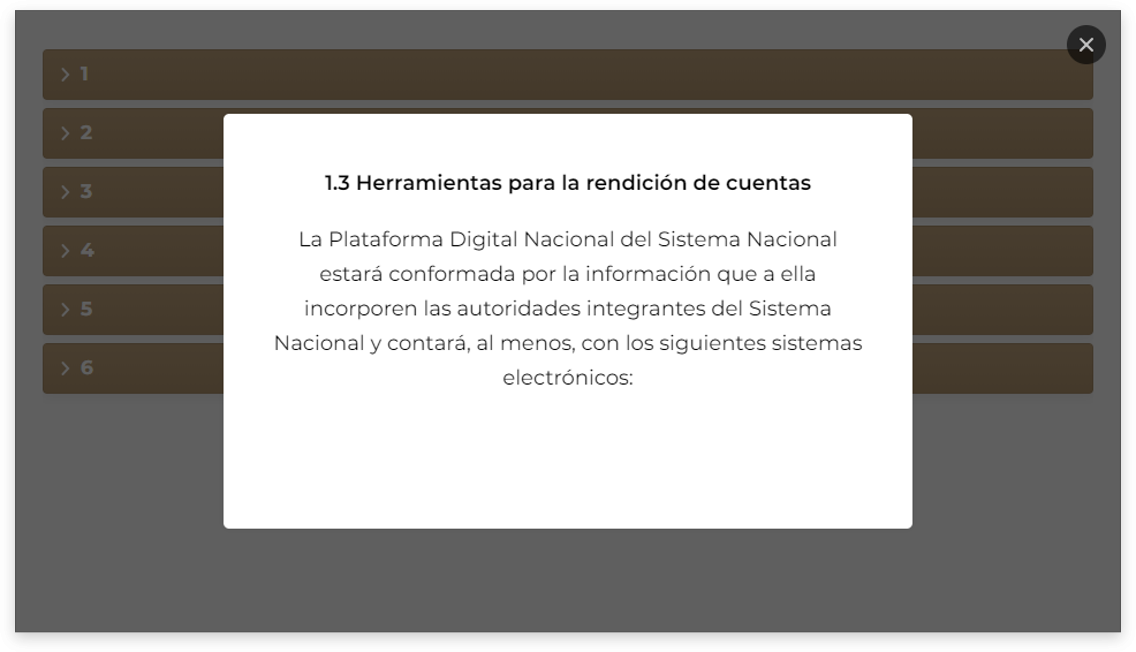 1
2
3
4
5
6
1.3 Herramientas para la rendición de cuentas
La Plataforma Digital Nacional del Sistema Nacional
estará conformada por la información que a ella
incorporen las autoridades integrantes del Sistema
Nacional y contará, al menos, con los siguientes sistemas
electrónicos: